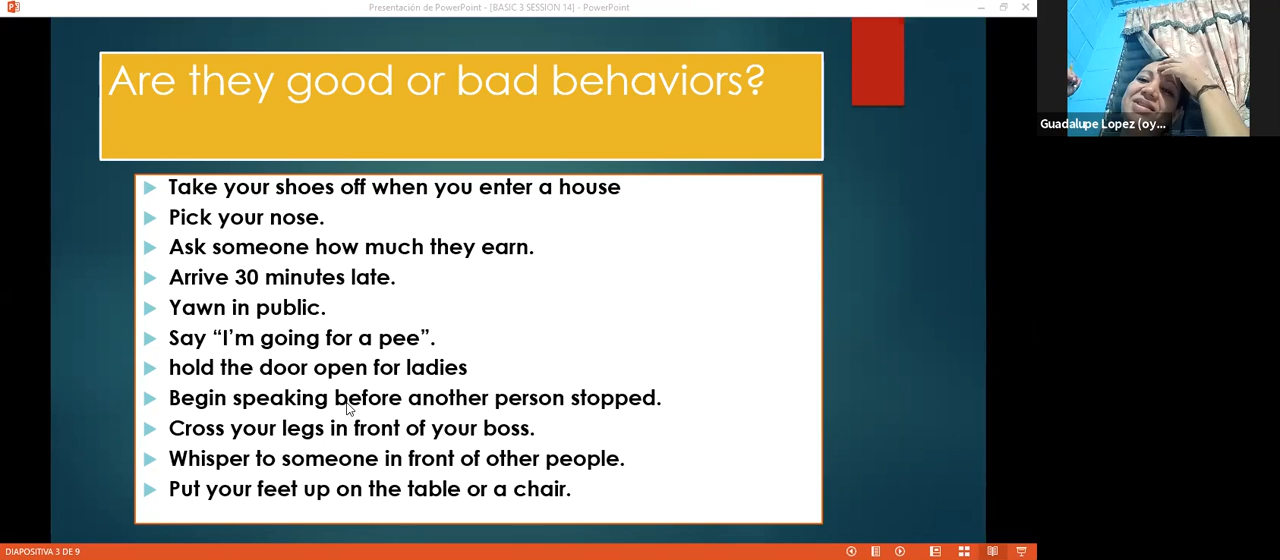 Presentación de PowerPoint - [BASIC 3 SESSION 14] - PowerPoint
Are they good or bad behaviors?
Take your shoes off when you enter a house
Pick your nose.
Ask someone how much they earn.
Arrive 30 minutes late.
Yawn in public.
Say “I’m going for a pee”.
hold the door open for ladies
Begin speaking before another person stopped.
Cross your legs in front of your boss.
Whisper to someone in front of other people.
Put your feet up on the table or a chair.
Guadalupe Lopez (oy...
DIAPOSITIVA 3 DE 9